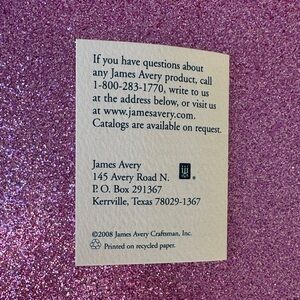 If you have questions about
any James Avery product, call
1-800-283-1770, write to us
at the address below, or visit us
at www.jamesavery.com.
Catalogs are available on request.
James Avery
145 Avery Road N.
®
P. O. Box 291367
Kerrville, Texas 78029-1367
©2008 James Avery Craftsman, Inc.
Printed on recycled paper.